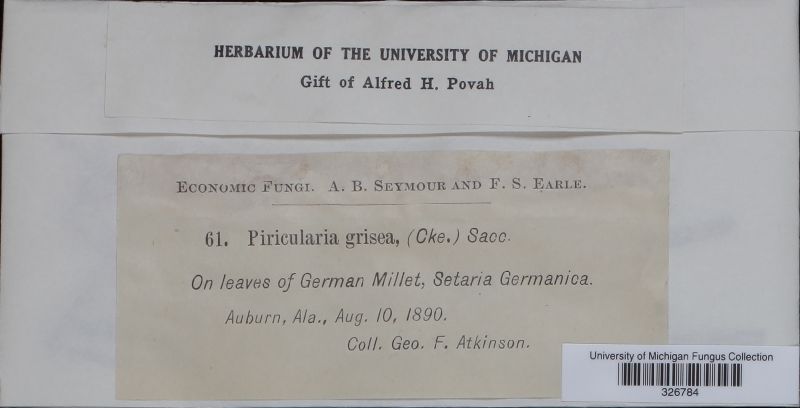 HERBARIUM OF THE UNIVERSITY OF MICHIGAN
Gift of Alfred H. Povah
ECONOMIC FUNGI. A. B. SEYMOUR AND F. S. EARLE.
61. Piricularia grisea, (Cke.) Sacc.
On leaves of German Millet, Setaria Germanica.
Auburn, Ala., Aug. 10, 1890.
Coll. Geo. F. Atkinson.
University of Michigan Fungus Collection
326784